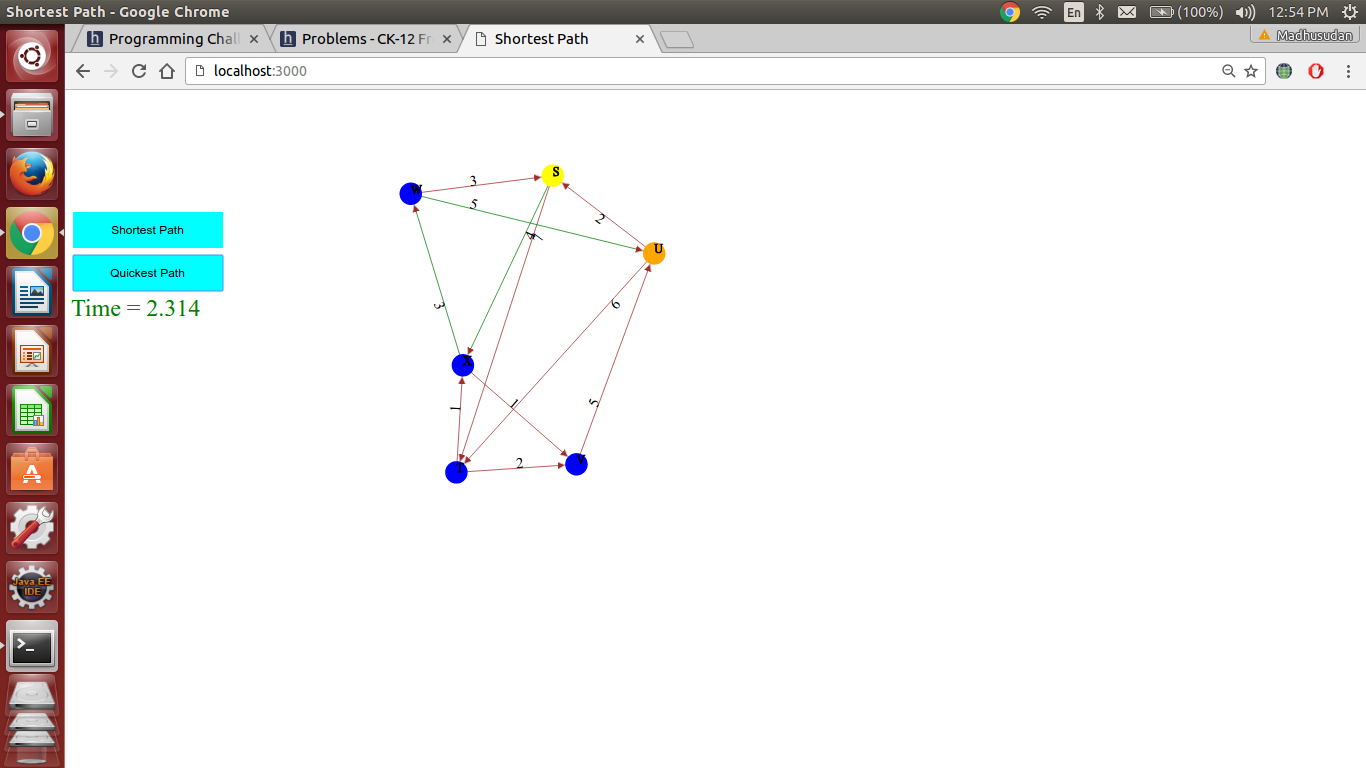 Shortest Path - Google Chrome
En
(100%)
12:54 PM
Programming Chal
Problems - CK-12 Fr
Shortest Path
Madhusudan
localhost:3000
Shortest Path
Quickest Path
Time = 2.314
W
S
U
X
V
3
5
2
7
3
6
1
1
5
2
Java EE
IDE